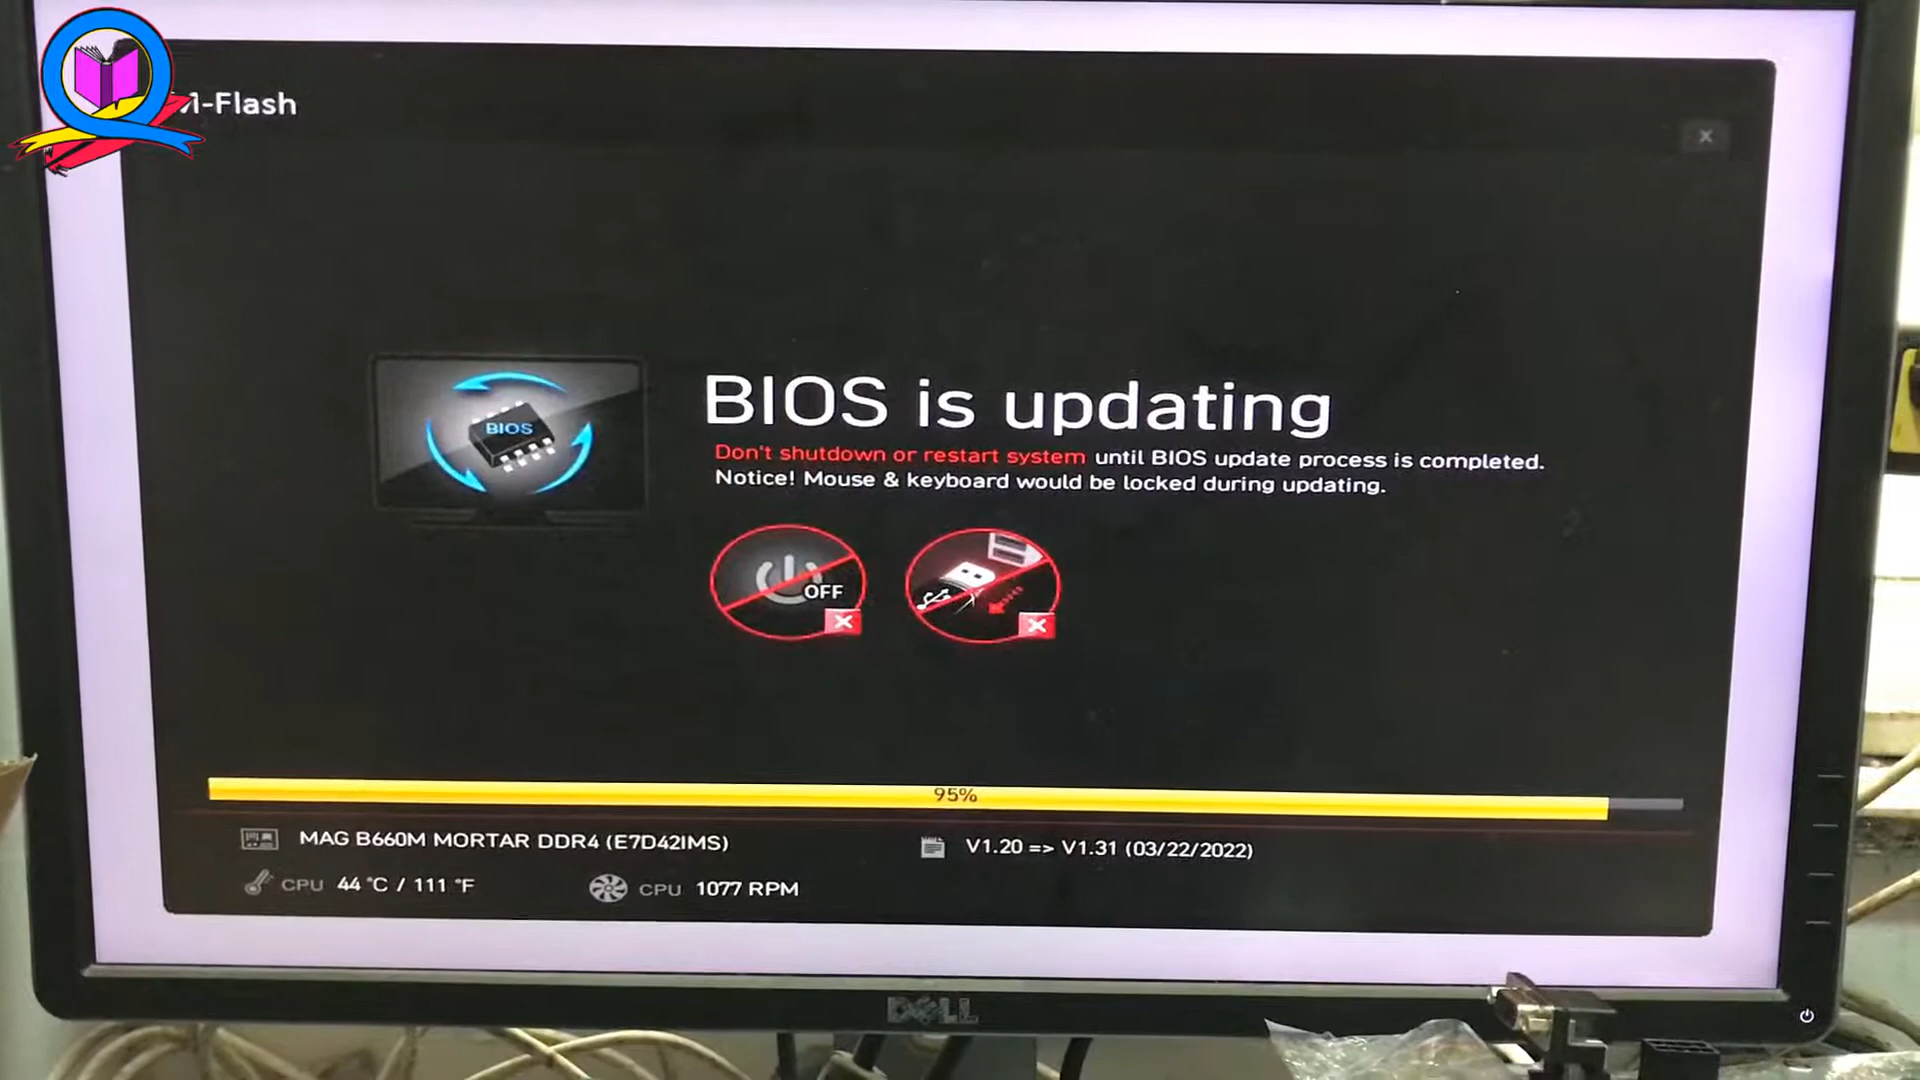 M-Flash
BIOS
BIOS is updating
Don't shutdown or restart system until BIOS update process is completed.
Notice! Mouse & keyboard would be locked during updating.
OFF
95%
MAG B660M MORTAR DDR4 (E7D42IMS)
V1.20 => V1.31 (03/22/2022)
CPU 44 °C / 111 °F
CPU 1077 RPM
DELL